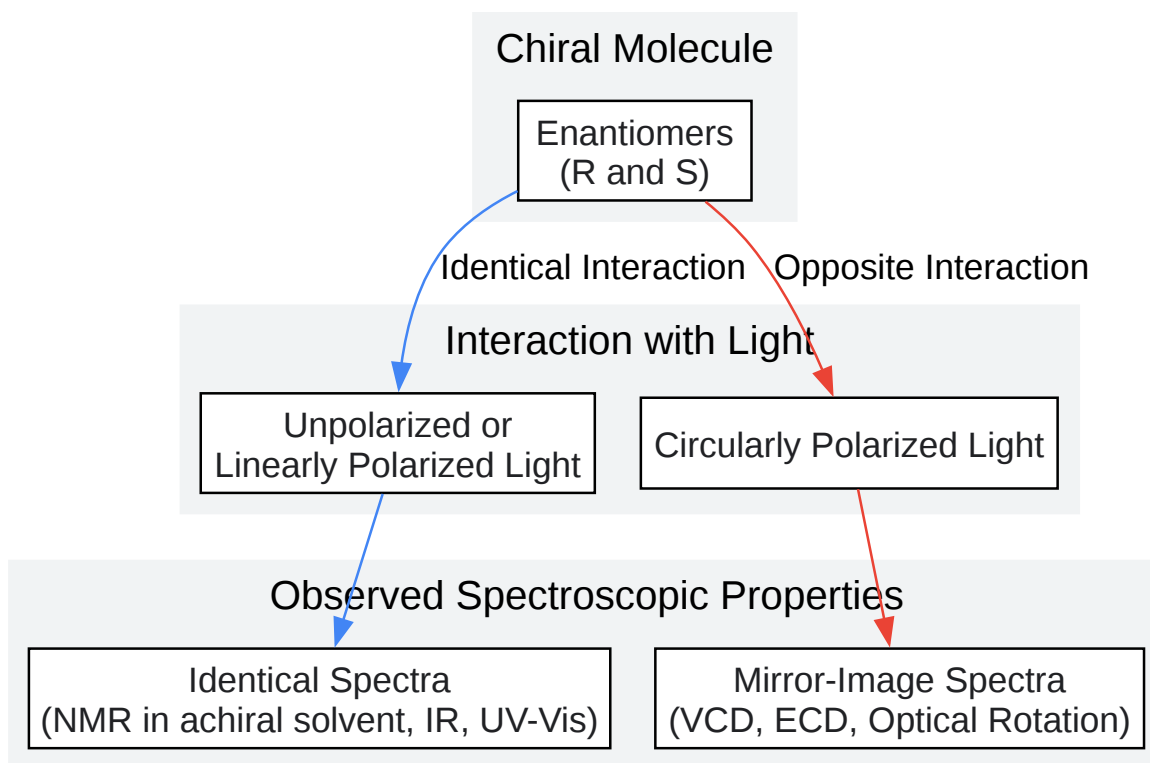 Chiral Molecule
Enantiomers
(R and S)
Identical Interaction
Opposite Interaction
Interaction with Light
Unpolarized or
Linearly Polarized Light
Circularly Polarized Light
Observed Spectroscopic Properties
Identical Spectra
(NMR in achiral solvent, IR, UV-Vis)
Mirror-Image Spectra
(VCD, ECD, Optical Rotation)